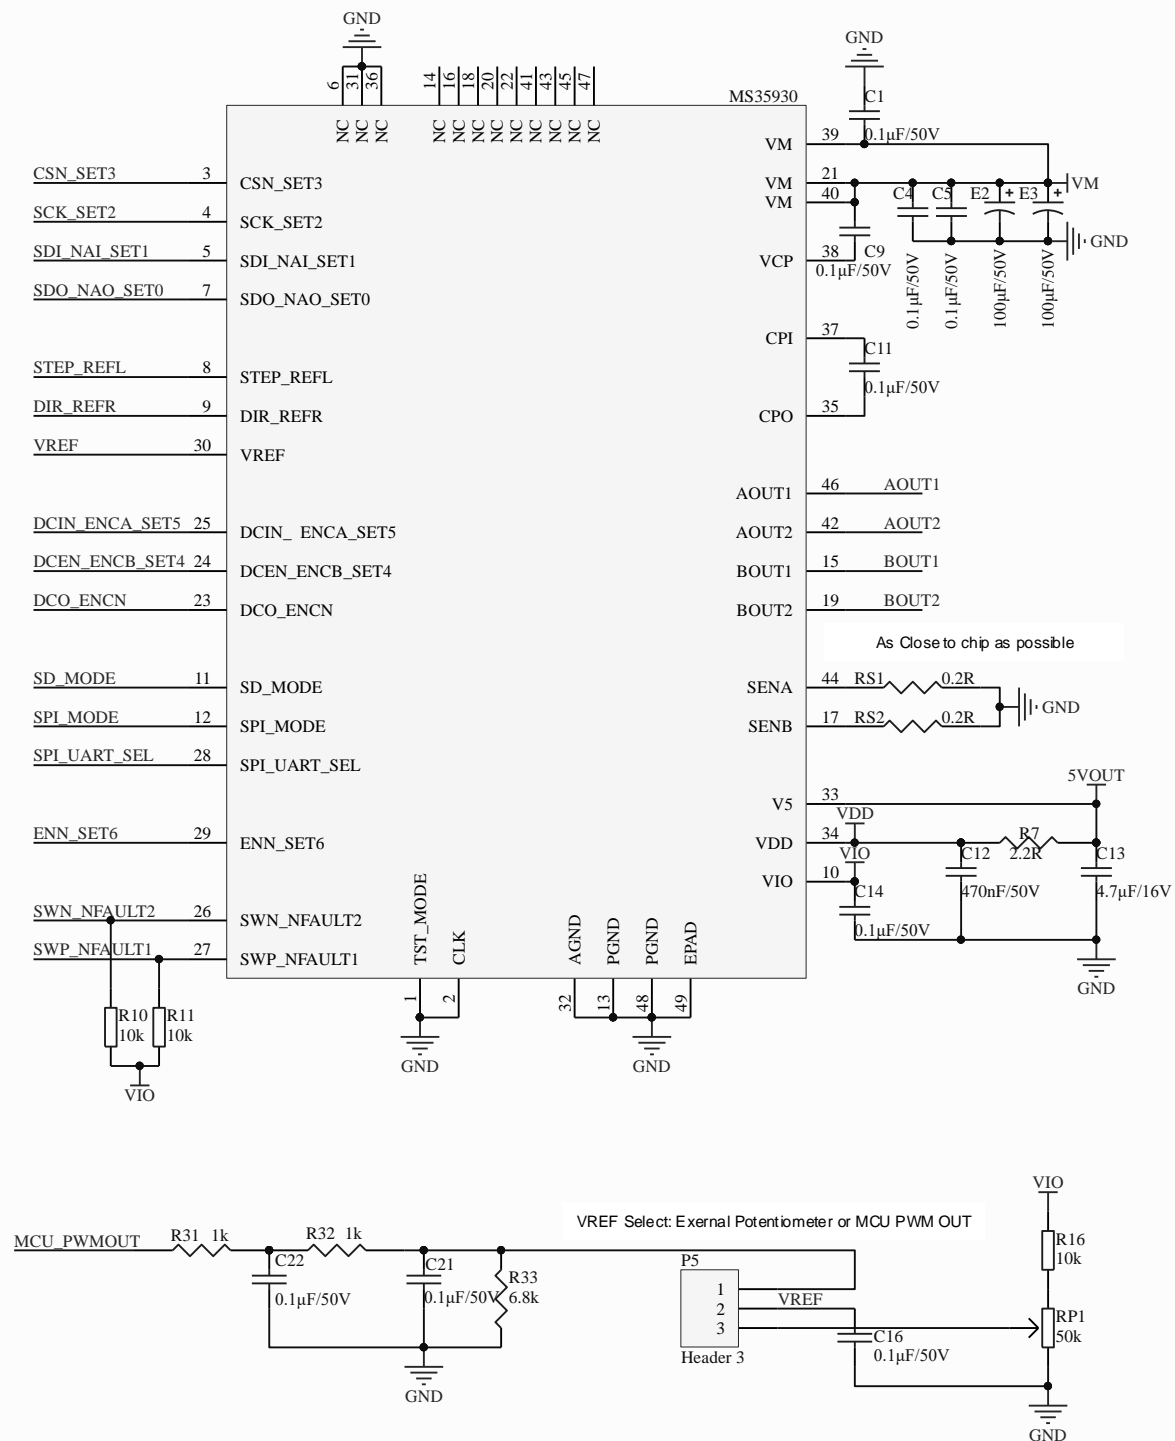 GND
6
31
36
14
16
18
20
22
41
43
45
47
NC
NC
NC
NC
NC
NC
NC
NC
NC
NC
NC
NC
MS35930
GND
C1
0.1μF/50V
VM 39
VM 21
VM 40
VM
C4
C5
E2 +
E3 +
GND
VCP 38
C9
0.1μF/50V
0.1μF/50V
0.1μF/50V
100μF/50V
100μF/50V
CPI 37
C11
0.1μF/50V
CPO 35
CSN_SET3 3 CSN_SET3
SCK_SET2 4 SCK_SET2
SDI_NAI_SET1 5 SDI_NAI_SET1
SDO_NAO_SET0 7 SDO_NAO_SET0
STEP_REFL 8 STEP_REFL
DIR_REFR 9 DIR_REFR
VREF 30 VREF
DCIN_ENCA_SET5 25 DCIN_ ENCA_SET5
DCEN_ENCB_SET4 24 DCEN_ENCB_SET4
DCO_ENCN 23 DCO_ENCN
SD_MODE 11 SD_MODE
SPI_MODE 12 SPI_MODE
SPI_UART_SEL 28 SPI_UART_SEL
ENN_SET6 29 ENN_SET6
SWN_NFAULT2 26 SWN_NFAULT2
SWP_NFAULT1 27 SWP_NFAULT1
AOUT1 46 AOUT1
AOUT2 42 AOUT2
BOUT1 15 BOUT1
BOUT2 19 BOUT2
As Close to chip as possible
SENA 44 RS1 0.2R
SENB 17 RS2 0.2R
GND
5VOUT
V5 33
VDD
VDD 34
R7
2.2R
VIO
VIO 10
C12
470nF/50V
C13
4.7μF/16V
C14
0.1μF/50V
GND
TST_MODE
CLK
AGND
PGND
PGND
EPAD
1
2
32
13
48
49
GND
GND
R10
10k
R11
10k
VIO
MCU_PWMOUT
R31 1k
R32 1k
C22
0.1μF/50V
C21
0.1μF/50V
R33
6.8k
GND
VREF Select: Exernal Potentiometer or MCU PWM OUT
P5
1
2
3
Header 3
VREF
C16
0.1μF/50V
VIO
R16
10k
RP1
50k
GND